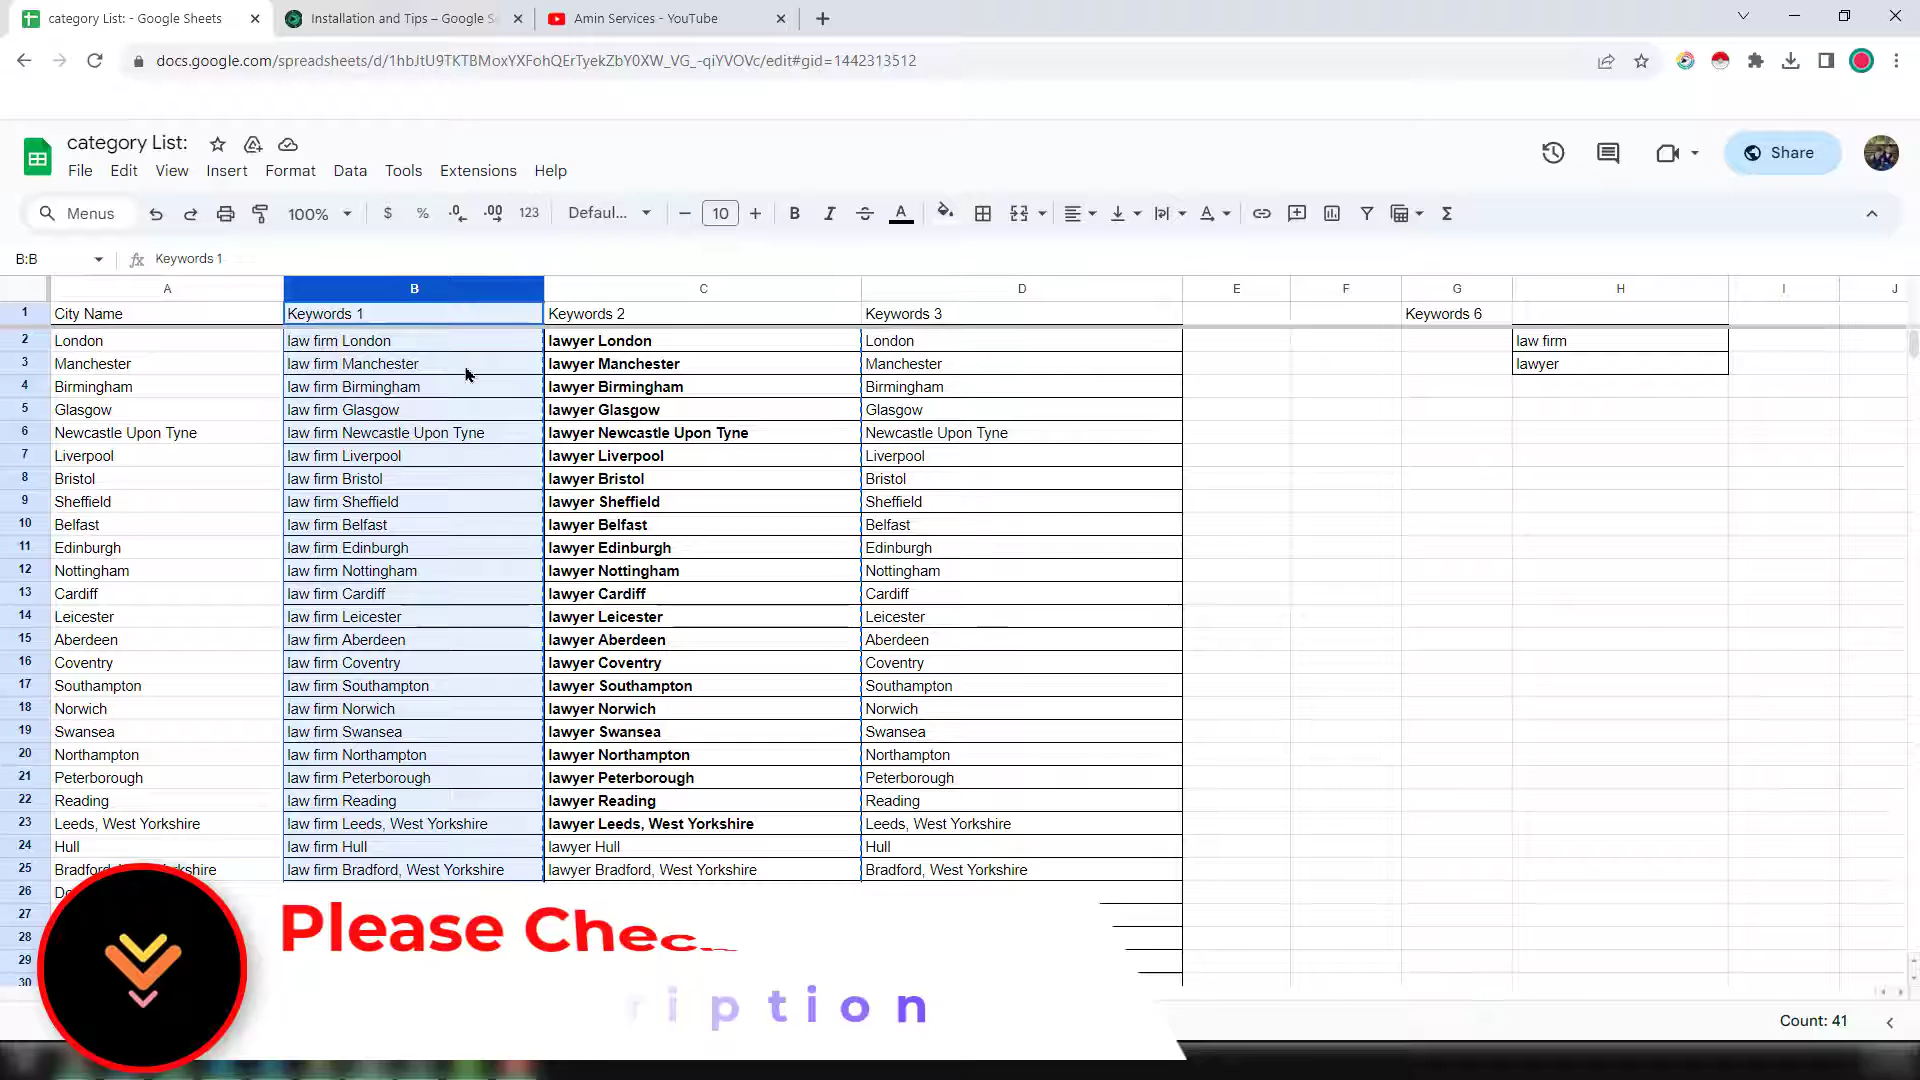 category List: - Google Sheets
Installation and Tips – Google S
Amin Services - YouTube
docs.google.com/spreadsheets/d/1hbJtU9TKTBMoxYXFohQErTyekZbY0XW_VG_-qiYVOVc/edit#gid=1442313512
category List:
File Edit View Insert Format Data Tools Extensions Help
Share
Menus 100% $ % .0 .00 123 Defaul... 10 B I A
B:B fx Keywords 1
A B C D E F G H I J
1 City Name Keywords 1 Keywords 2 Keywords 3 Keywords 6
2 London law firm London lawyer London London law firm
3 Manchester law firm Manchester lawyer Manchester Manchester lawyer
4 Birmingham law firm Birmingham lawyer Birmingham Birmingham
5 Glasgow law firm Glasgow lawyer Glasgow Glasgow
6 Newcastle Upon Tyne law firm Newcastle Upon Tyne lawyer Newcastle Upon Tyne Newcastle Upon Tyne
7 Liverpool law firm Liverpool lawyer Liverpool Liverpool
8 Bristol law firm Bristol lawyer Bristol Bristol
9 Sheffield law firm Sheffield lawyer Sheffield Sheffield
10 Belfast law firm Belfast lawyer Belfast Belfast
11 Edinburgh law firm Edinburgh lawyer Edinburgh Edinburgh
12 Nottingham law firm Nottingham lawyer Nottingham Nottingham
13 Cardiff law firm Cardiff lawyer Cardiff Cardiff
14 Leicester law firm Leicester lawyer Leicester Leicester
15 Aberdeen law firm Aberdeen lawyer Aberdeen Aberdeen
16 Coventry law firm Coventry lawyer Coventry Coventry
17 Southampton law firm Southampton lawyer Southampton Southampton
18 Norwich law firm Norwich lawyer Norwich Norwich
19 Swansea law firm Swansea lawyer Swansea Swansea
20 Northampton law firm Northampton lawyer Northampton Northampton
21 Peterborough law firm Peterborough lawyer Peterborough Peterborough
22 Reading law firm Reading lawyer Reading Reading
23 Leeds, West Yorkshire law firm Leeds, West Yorkshire lawyer Leeds, West Yorkshire Leeds, West Yorkshire
24 Hull law firm Hull lawyer Hull Hull
25 Bradford, kshire law firm Bradford, West Yorkshire lawyer Bradford, West Yorkshire Bradford, West Yorkshire
26
27
28
29
30
Please Chec
ription
Count: 41